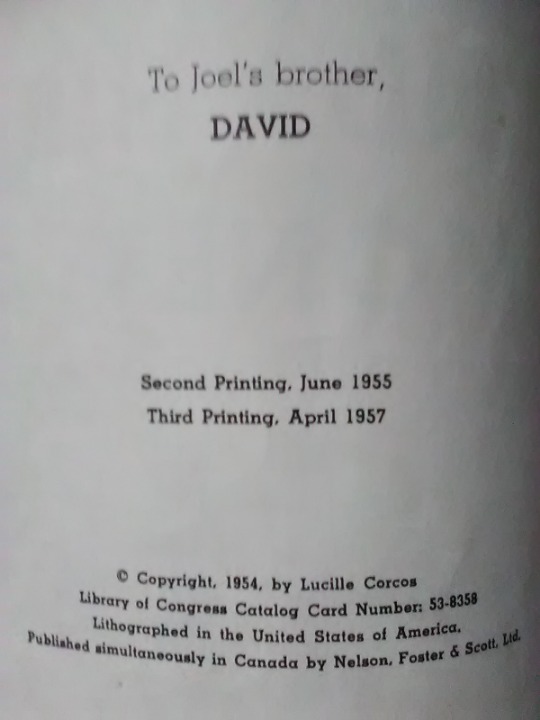 To Joel's brother,
DAVID
Second Printing, June 1955
Third Printing, April 1957
© Copyright, 1954, by Lucille Corcos
Library of Congress Catalog Card Number: 53-8358
Lithographed in the United States of America.
Published simultaneously in Canada by Nelson, Foster & Scott, Ltd.